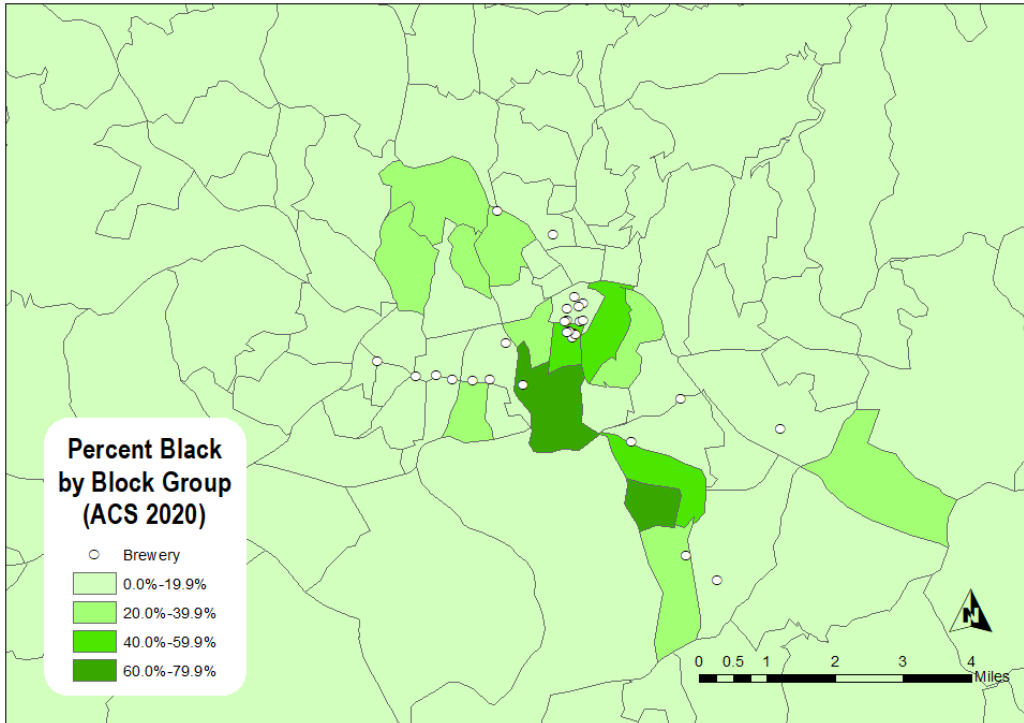 Percent Black
by Block Group
(ACS 2020)
Brewery
0.0%-19.9%
20.0%-39.9%
40.0%-59.9%
60.0%-79.9%
N
0 0.5 1 2 3 4
Miles